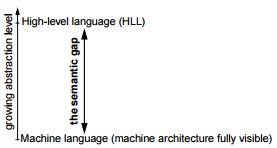 growing abstraction level
High-level language (HLL)
the semantic gap
Machine language (machine architecture fully visible)